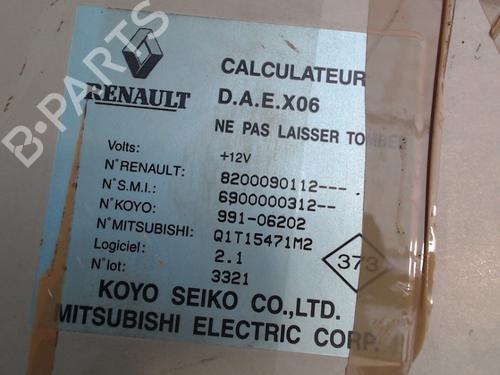 CALCULATEUR
RENAULT D.A.E.X06
NE PAS LAISSER TOMBER
Volts: +12V
N°RENAULT: 8200090112---
N°S.M.I.: 6900000312--
N°KOYO: 991-06202
N°MITSUBISHI: Q1T15471M2
Logiciel: 2.1
N°lot: 3321
373
KOYO SEIKO CO.,LTD.
MITSUBISHI ELECTRIC CORP.
B-PARTS